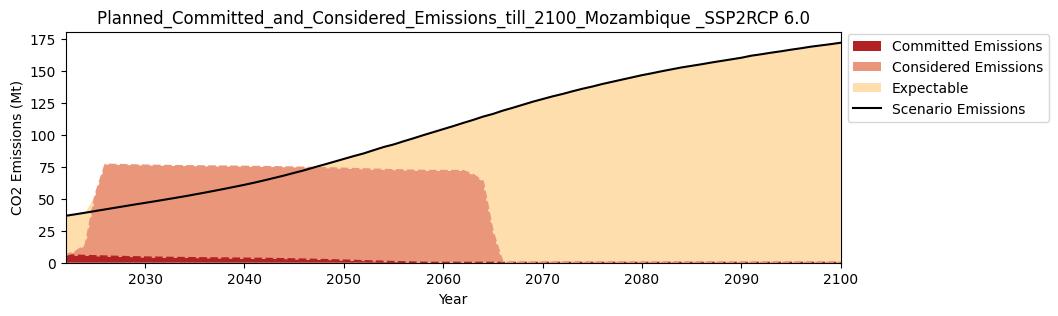 Planned_Committed_and_Considered_Emissions_till_2100_Mozambique _SSP2RCP 6.0
175
150
125
100
75
50
25
0
CO2 Emissions (Mt)
2030
2040
2050
2060
2070
2080
2090
2100
Year
Committed Emissions
Considered Emissions
Expectable
Scenario Emissions